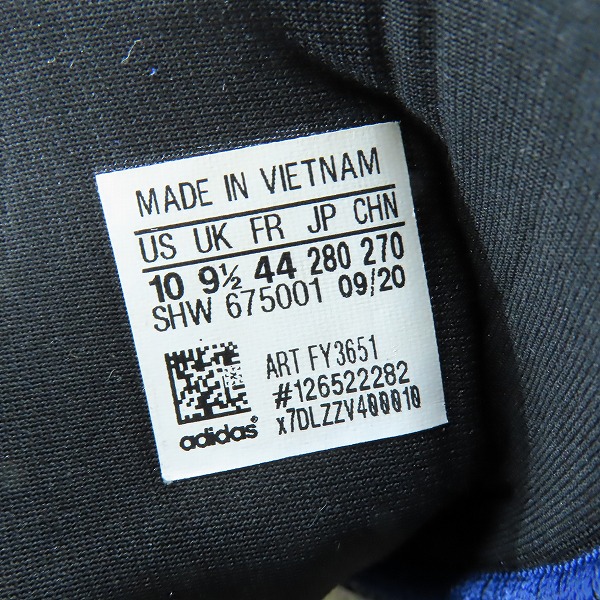 MADE IN VIETNAM
US UK FR JP CHN
10 9½ 44 280 270
SHW 675001 09/20
ART FY3651
#126522282
x7DLZZV400010
adidas®